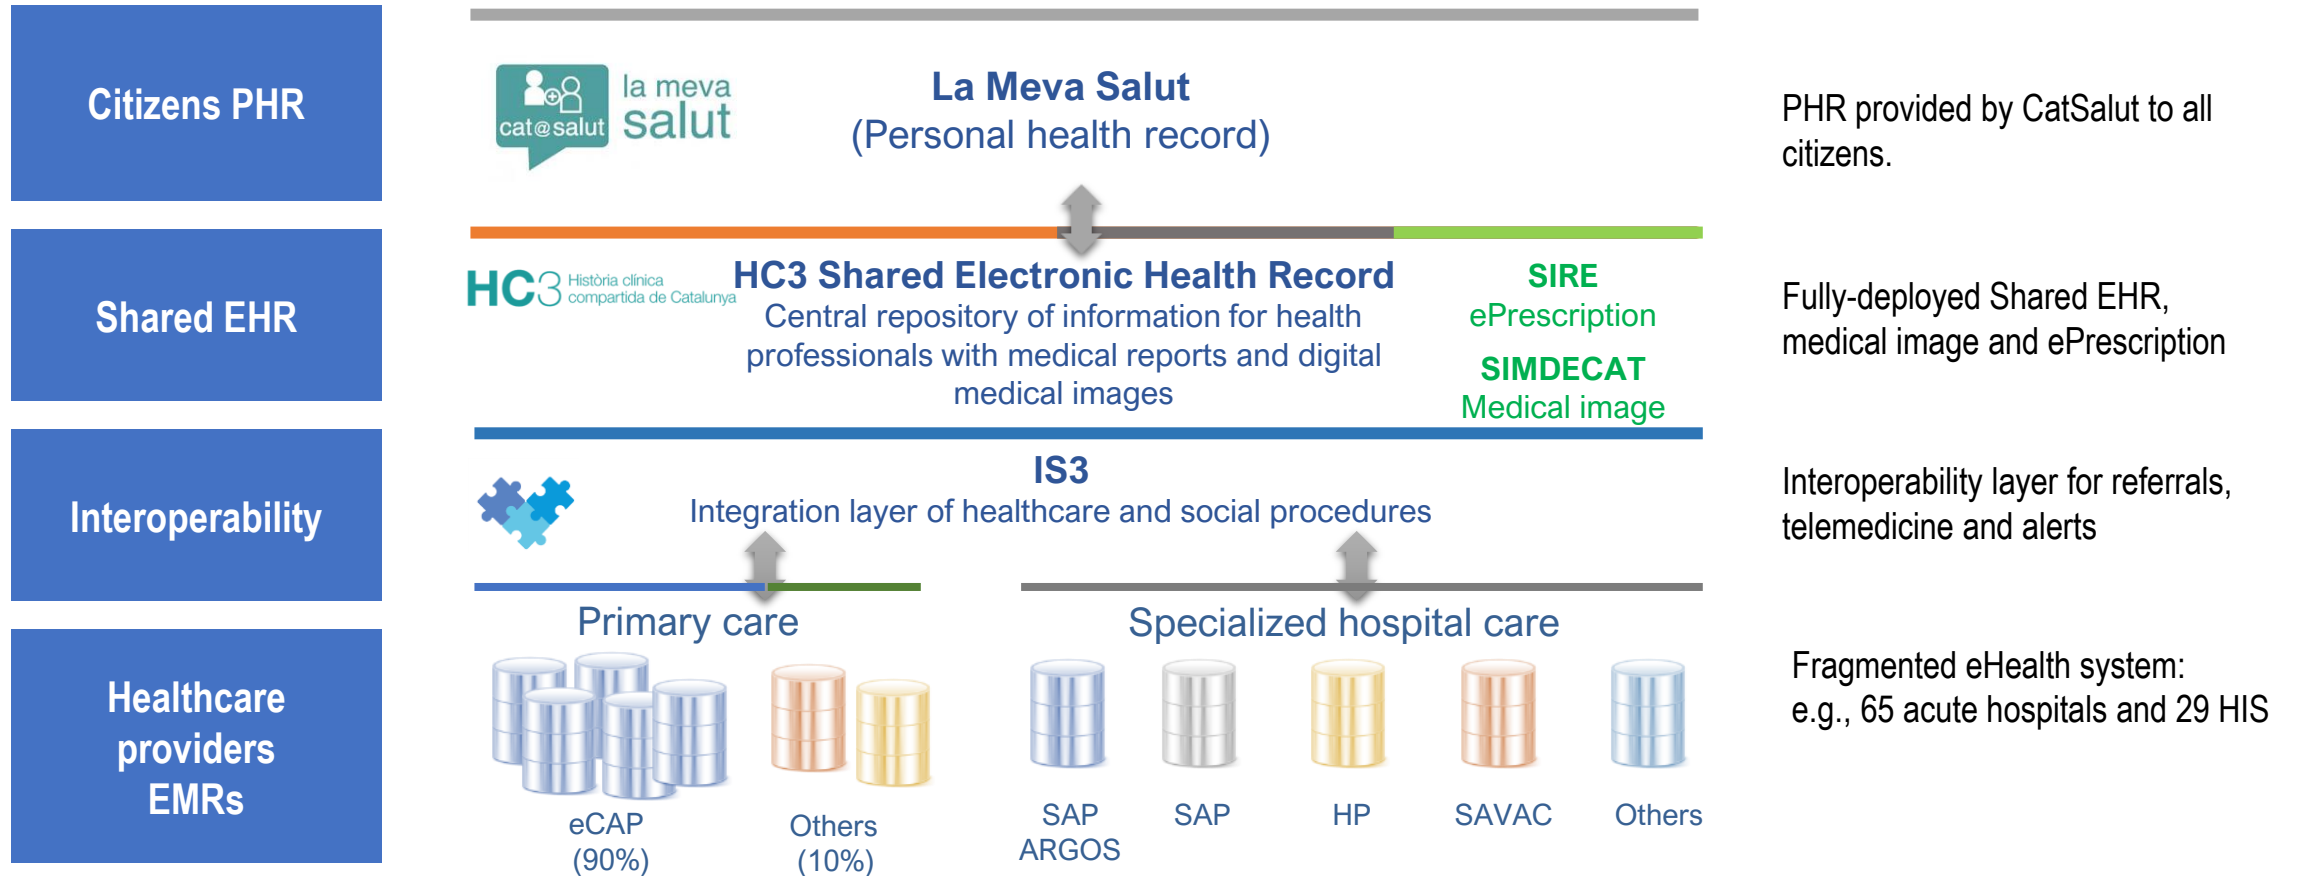 Citizens PHR
cat@salut
la meva
salut
La Meva Salut
(Personal health record)
PHR provided by CatSalut to all
citizens.
Shared EHR
HC3
Història clínica
compartida de Catalunya
HC3 Shared Electronic Health Record
Central repository of information for health
professionals with medical reports and digital
medical images
SIRE
ePrescription
SIMDECAT
Medical image
Fully-deployed Shared EHR,
medical image and ePrescription
Interoperability
IS3
Integration layer of healthcare and social procedures
Interoperability layer for referrals,
telemedicine and alerts
Healthcare
providers
EMRs
Primary care
eCAP
(90%)
Others
(10%)
Specialized hospital care
SAP
ARGOS
SAP
HP
SAVAC
Others
Fragmented eHealth system:
e.g., 65 acute hospitals and 29 HIS